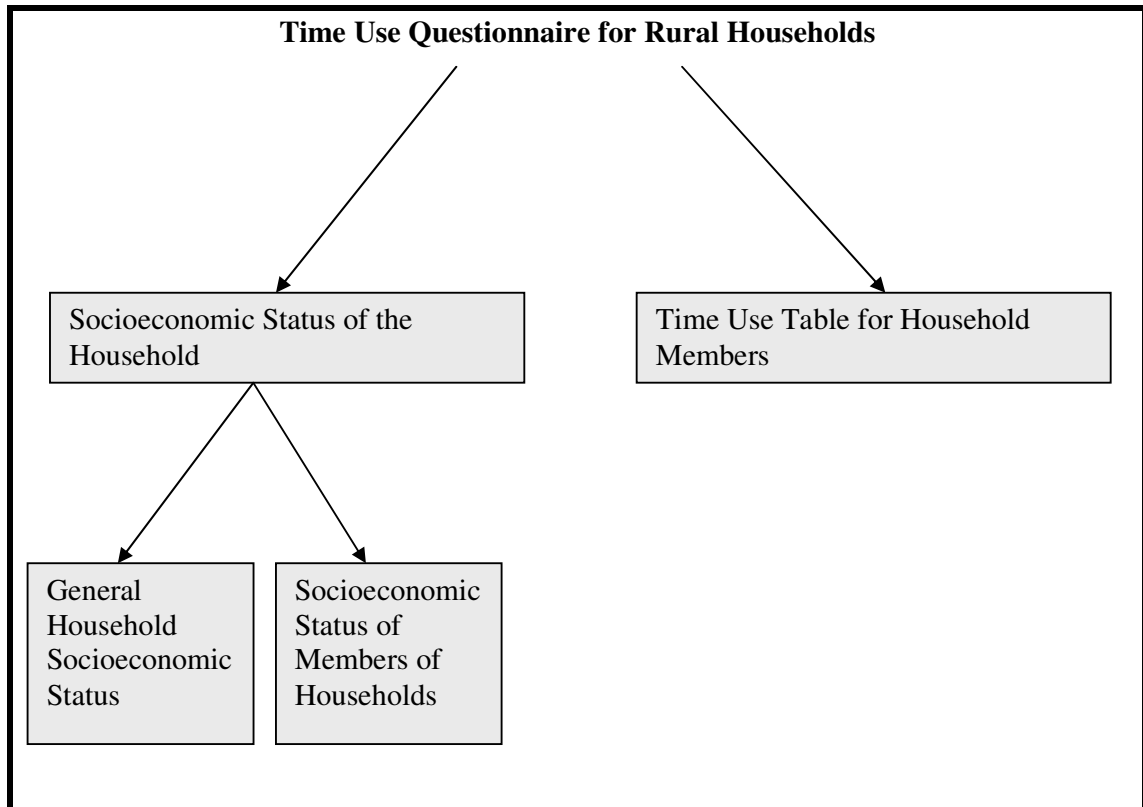 Time Use Questionnaire for Rural Households
Socioeconomic Status of the
Household
Time Use Table for Household
Members
General
Household
Socioeconomic
Status
Socioeconomic
Status of
Members of
Households